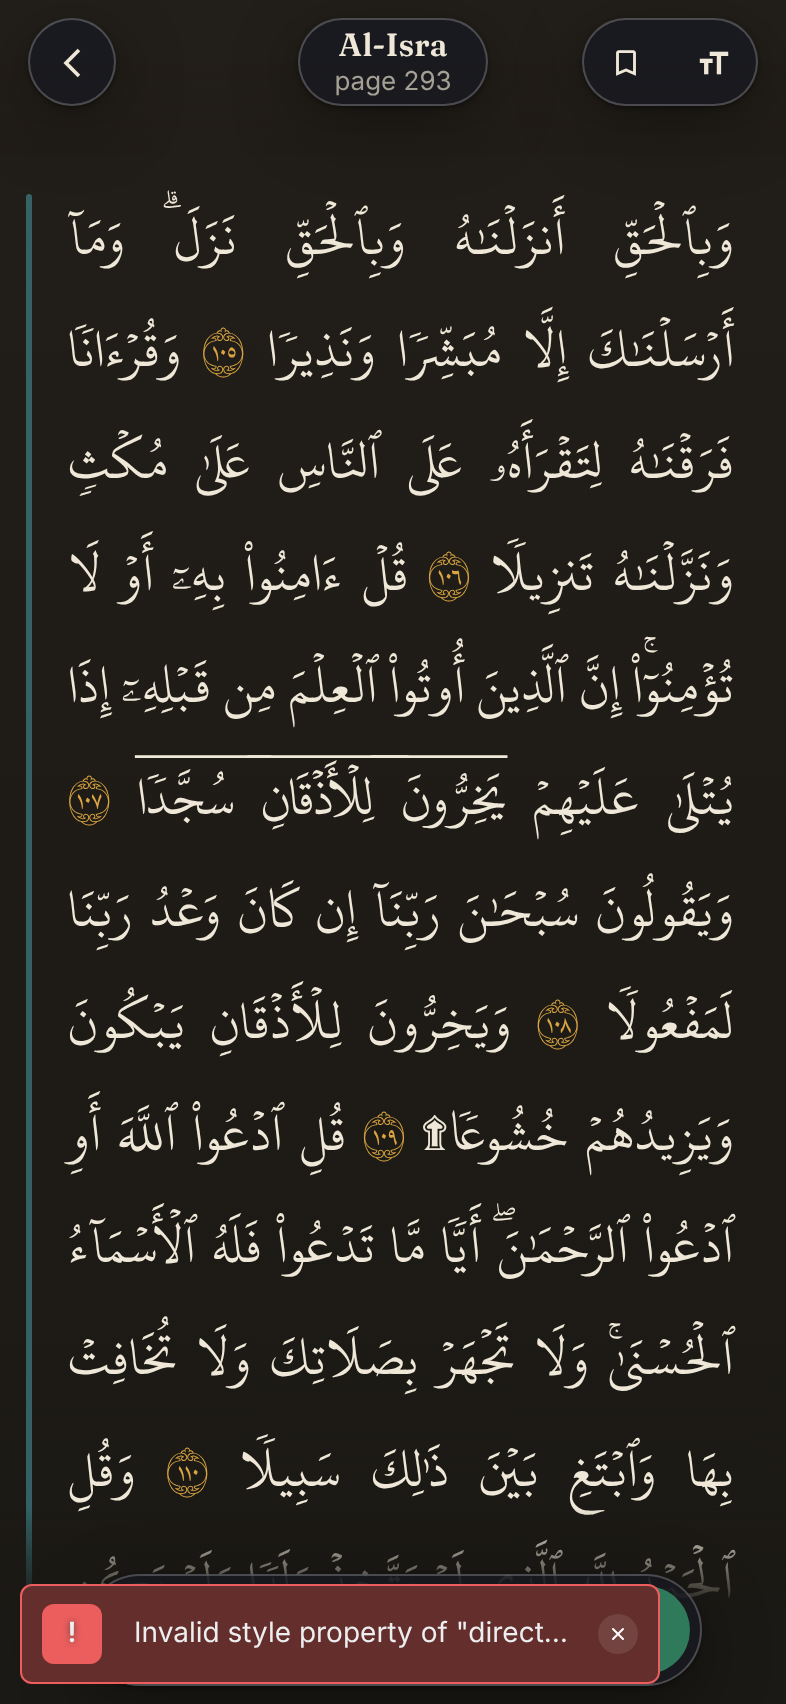 Al-Isra
page 293
وَبِٱلْحَقِّ أَنزَلْنَـٰهُ وَبِٱلْحَقِّ نَزَلَ ۗ وَمَآ
أَرْسَلْنَـٰكَ إِلَّا مُبَشِّرًا وَنَذِيرًا ١٠٥ وَقُرْءَانًا
فَرَقْنَـٰهُ لِتَقْرَأَهُۥ عَلَى ٱلنَّاسِ عَلَىٰ مُكْثٍ
وَنَزَّلْنَـٰهُ تَنزِيلًا ١٠٦ قُلْ ءَامِنُوا۟ بِهِۦٓ أَوْ لَا
تُؤْمِنُوٓا۟ ۚ إِنَّ ٱلَّذِينَ أُوتُوا۟ ٱلْعِلْمَ مِن قَبْلِهِۦٓ إِذَا
يُتْلَىٰ عَلَيْهِمْ يَخِرُّونَ لِلْأَذْقَانِ سُجَّدًا ١٠٧
وَيَقُولُونَ سُبْحَـٰنَ رَبِّنَآ إِن كَانَ وَعْدُ رَبِّنَا
لَمَفْعُولًا ١٠٨ وَيَخِرُّونَ لِلْأَذْقَانِ يَبْكُونَ
وَيَزِيدُهُمْ خُشُوعًا ۩ ١٠٩ قُلِ ٱدْعُوا۟ ٱللَّهَ أَوِ
ٱدْعُوا۟ ٱلرَّحْمَـٰنَ ۖ أَيًّا مَّا تَدْعُوا۟ فَلَهُ ٱلْأَسْمَآءُ
ٱلْحُسْنَىٰ ۚ وَلَا تَجْهَرْ بِصَلَاتِكَ وَلَا تُخَافِتْ
بِهَا وَٱبْتَغِ بَيْنَ ذَٰلِكَ سَبِيلًا ١١٠ وَقُلِ
Invalid style property of "direct...